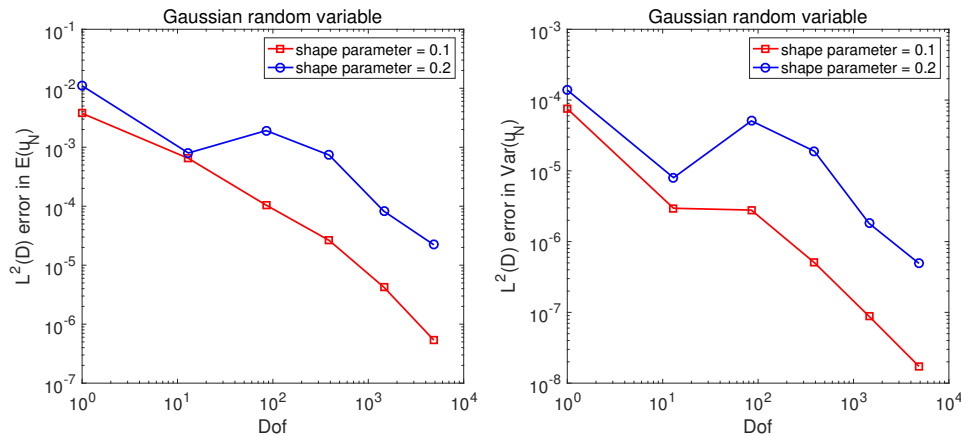 Gaussian random variable
shape parameter = 0.1
shape parameter = 0.2
L^2(D) error in E(u_N)
10^-1
10^-2
10^-3
10^-4
10^-5
10^-6
10^-7
10^0 10^1 10^2 10^3 10^4
Dof
Gaussian random variable
shape parameter = 0.1
shape parameter = 0.2
L^2(D) error in Var(u_N)
10^-3
10^-4
10^-5
10^-6
10^-7
10^-8
10^0 10^1 10^2 10^3 10^4
Dof